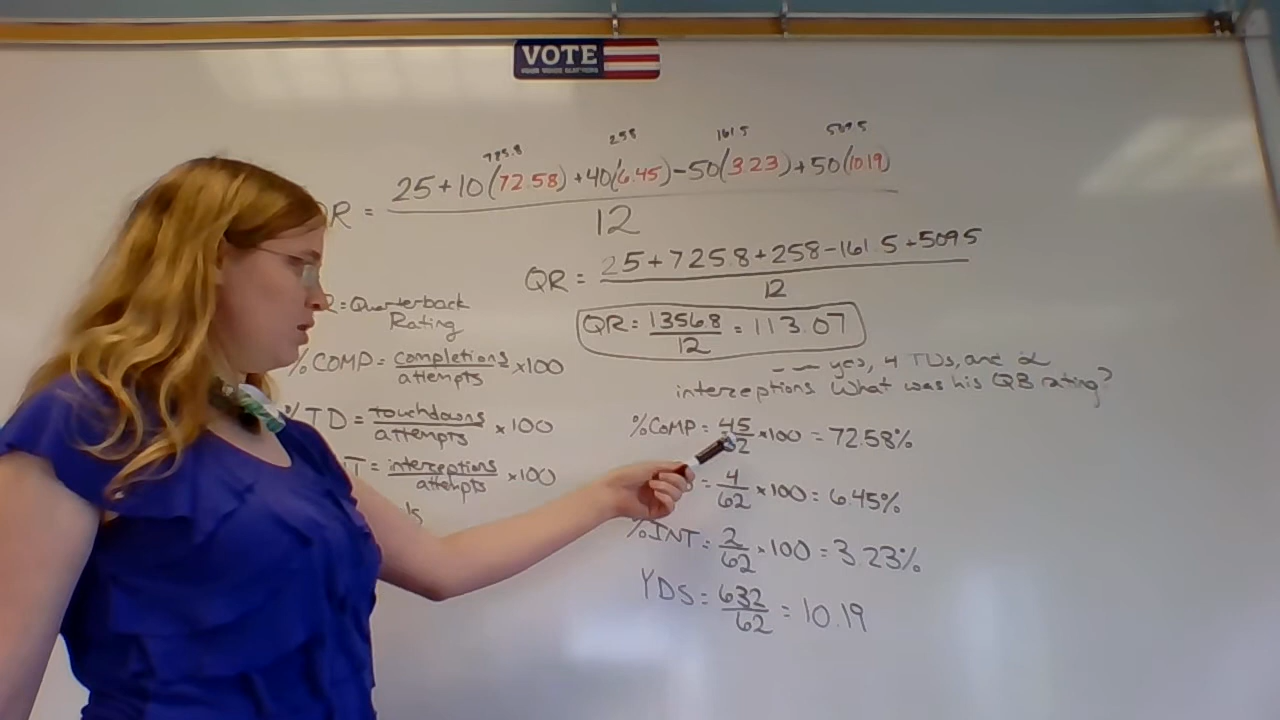 VOTE
725.8 258 161.5 509.5
R = 25 + 10(72.58) + 40(6.45) - 50(3.23) + 50(10.19)
12
QR = 25 + 725.8 + 258 - 161.5 + 509.5
12
R = Quarterback
Rating
QR = 1356.8 = 113.07
12
yes, 4 TDs, and 2
interceptions What was his QB rating?
% COMP = completions × 100
attempts
% TD = touchdowns × 100
attempts
T = interceptions × 100
attempts
%COMP = 45 × 100 = 72.58%
62
= 4 × 100 = 6.45%
62
% INT = 2 × 100 = 3.23%
62
YDS = 632 = 10.19
62